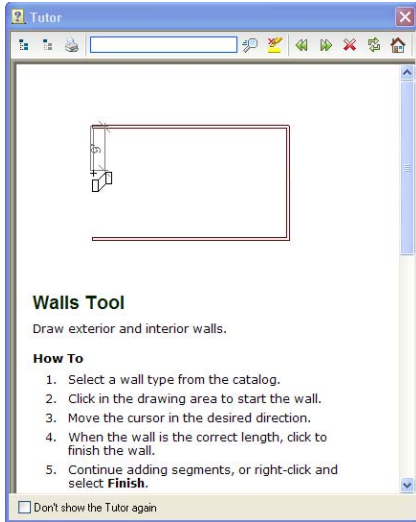 Tutor
6'
Walls Tool
Draw exterior and interior walls.
How To
1. Select a wall type from the catalog.
2. Click in the drawing area to start the wall.
3. Move the cursor in the desired direction.
4. When the wall is the correct length, click to
finish the wall.
5. Continue adding segments, or right-click and
select Finish.
Don't show the Tutor again